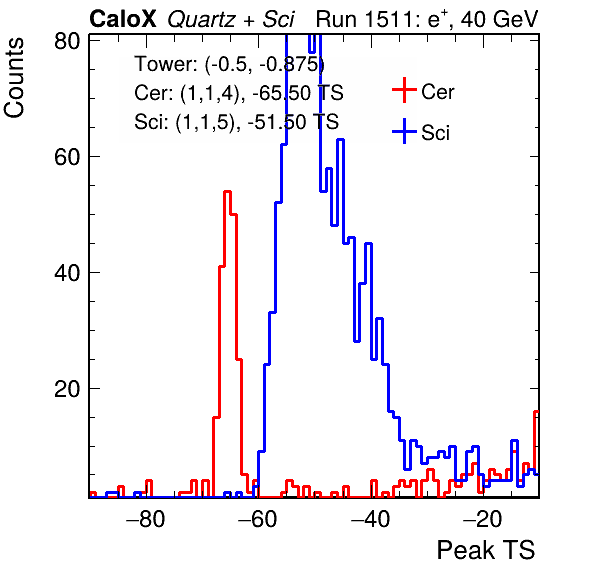 CaloX Quartz + Sci Run 1511: e+, 40 GeV
Counts
80
60
40
20
Tower: (-0.5, -0.875)
Cer: (1,1,4), -65.50 TS
Sci: (1,1,5), -51.50 TS
Cer
Sci
−80 −60 −40 −20
Peak TS